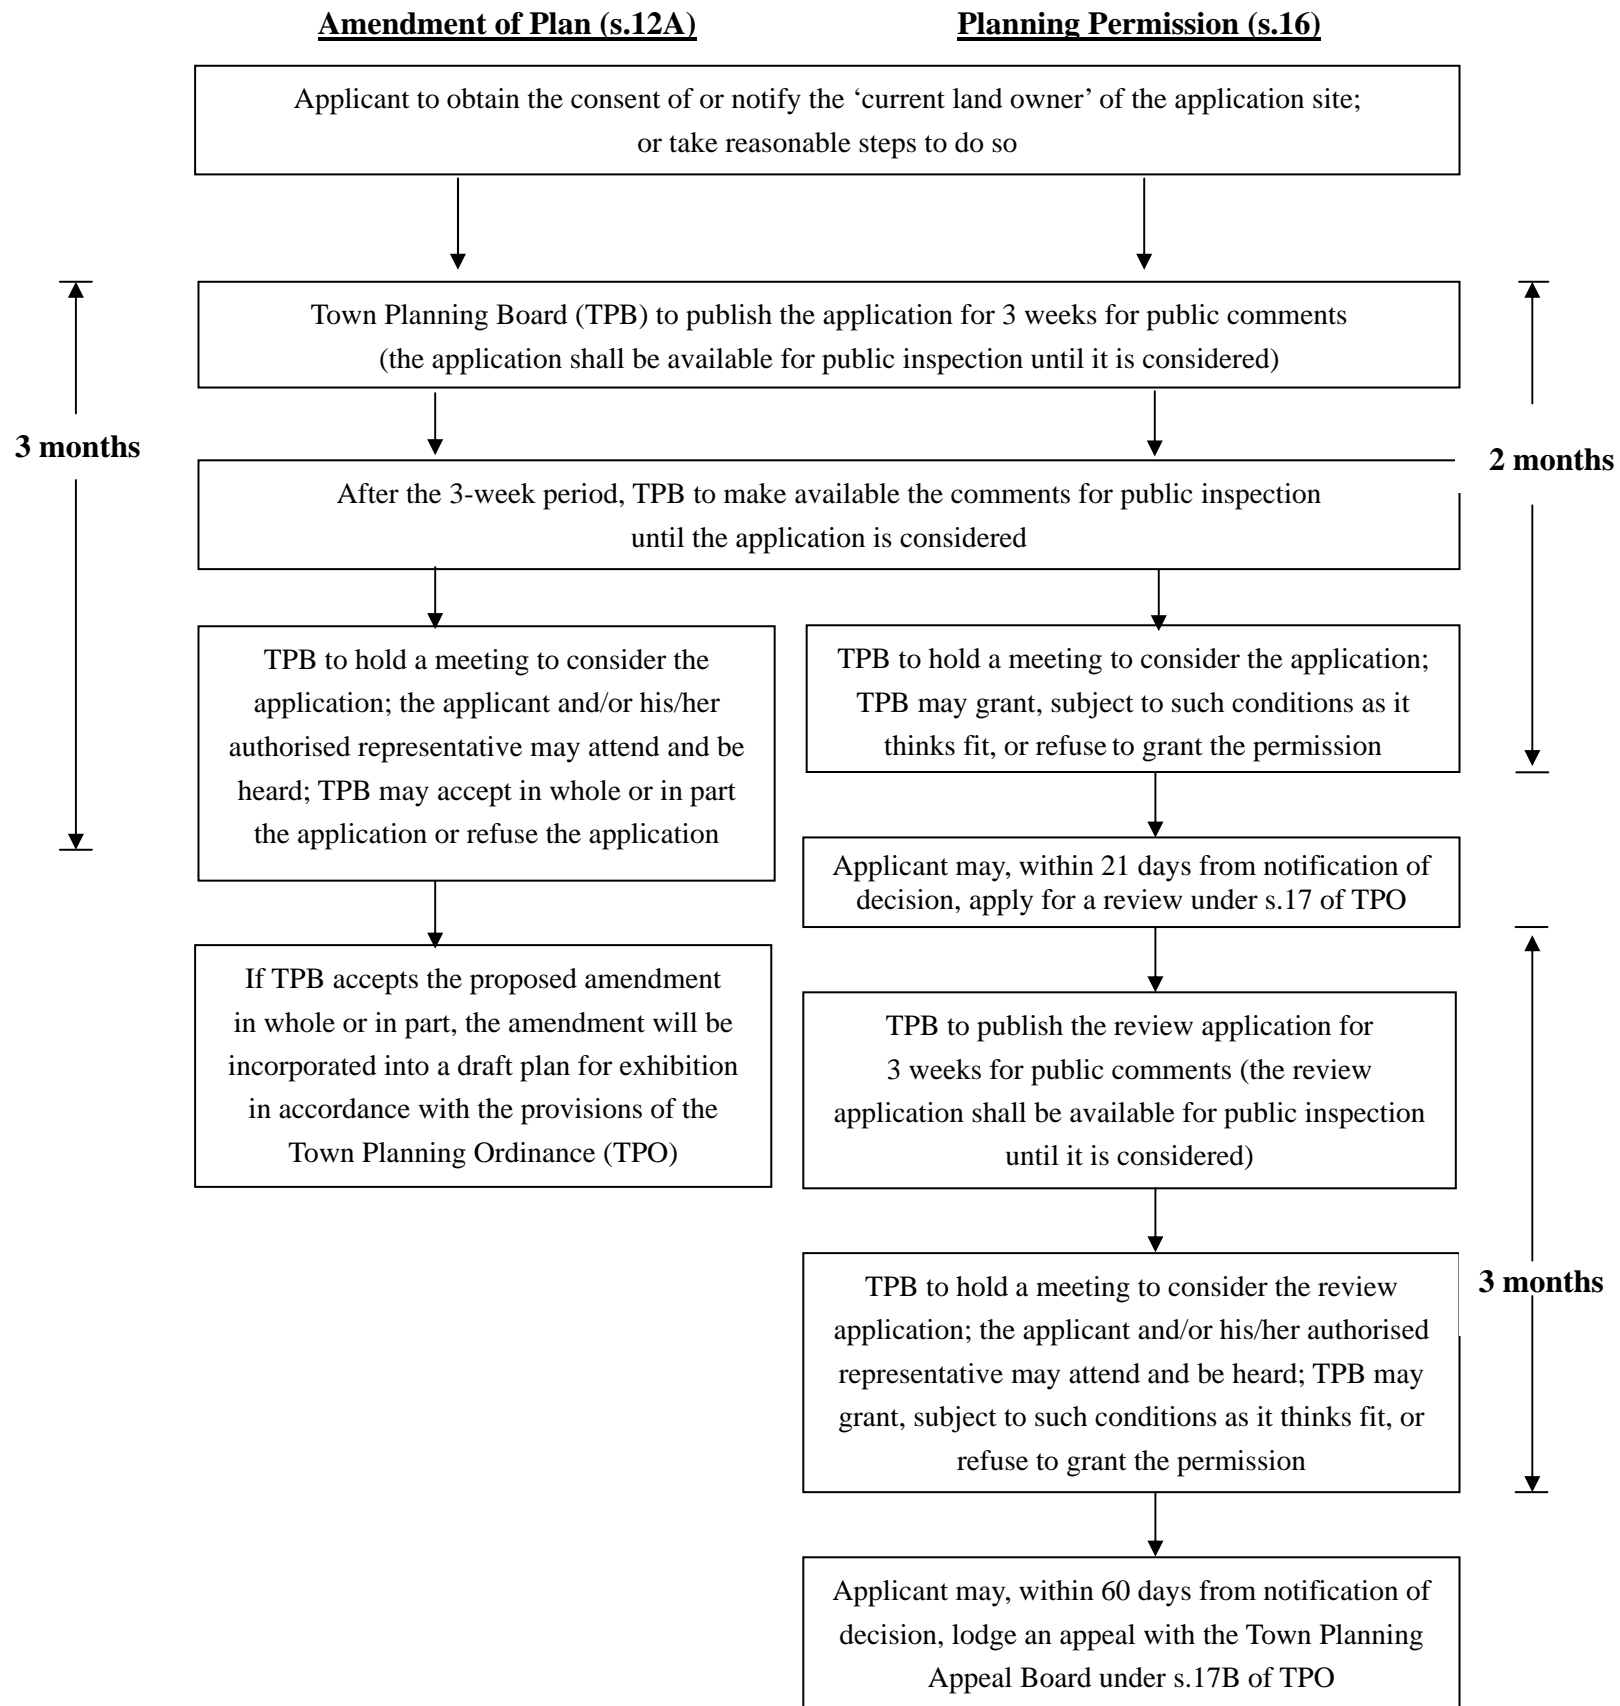 Amendment of Plan (s.12A)
Planning Permission (s.16)
Applicant to obtain the consent of or notify the ‘current land owner’ of the application site;
or take reasonable steps to do so
Town Planning Board (TPB) to publish the application for 3 weeks for public comments
(the application shall be available for public inspection until it is considered)
3 months
2 months
After the 3-week period, TPB to make available the comments for public inspection
until the application is considered
TPB to hold a meeting to consider the
application; the applicant and/or his/her
authorised representative may attend and be
heard; TPB may accept in whole or in part
the application or refuse the application
TPB to hold a meeting to consider the application;
TPB may grant, subject to such conditions as it
thinks fit, or refuse to grant the permission
Applicant may, within 21 days from notification of
decision, apply for a review under s.17 of TPO
If TPB accepts the proposed amendment
in whole or in part, the amendment will be
incorporated into a draft plan for exhibition
in accordance with the provisions of the
Town Planning Ordinance (TPO)
TPB to publish the review application for
3 weeks for public comments (the review
application shall be available for public inspection
until it is considered)
TPB to hold a meeting to consider the review
application; the applicant and/or his/her authorised
representative may attend and be heard; TPB may
grant, subject to such conditions as it thinks fit, or
refuse to grant the permission
3 months
Applicant may, within 60 days from notification of
decision, lodge an appeal with the Town Planning
Appeal Board under s.17B of TPO